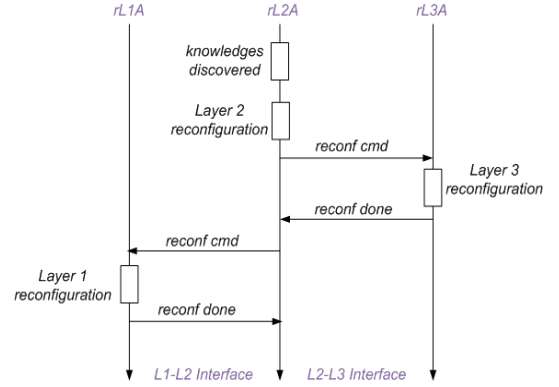 rL1A
rL2A
rL3A
knowledges
discovered
Layer 2
reconfiguration
reconf cmd
Layer 3
reconfiguration
reconf done
reconf cmd
Layer 1
reconfiguration
reconf done
L1-L2 Interface
L2-L3 Interface